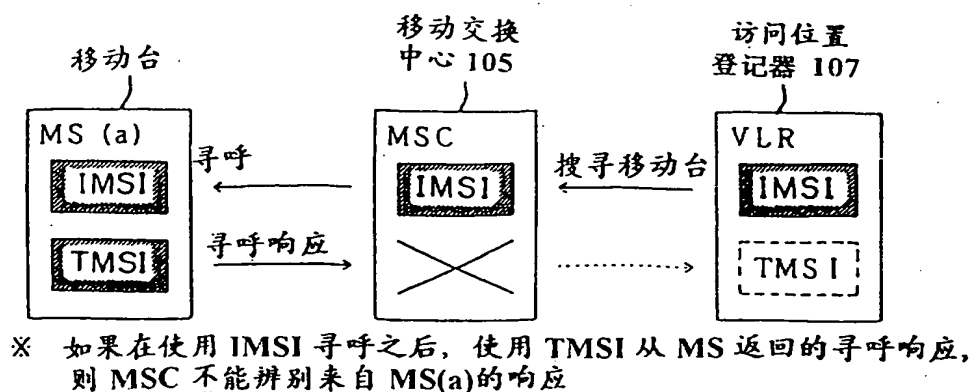 移动台
移动交换
中心 105
访问位置
登记器 107
MS (a)
MSC
VLR
寻呼
搜寻移动台
IMSI
IMSI
IMSI
寻呼响应
TMSI
TMSI
※ 如果在使用 IMSI 寻呼之后, 使用 TMSI 从 MS 返回的寻呼响应,
则 MSC 不能辨别来自 MS(a)的响应